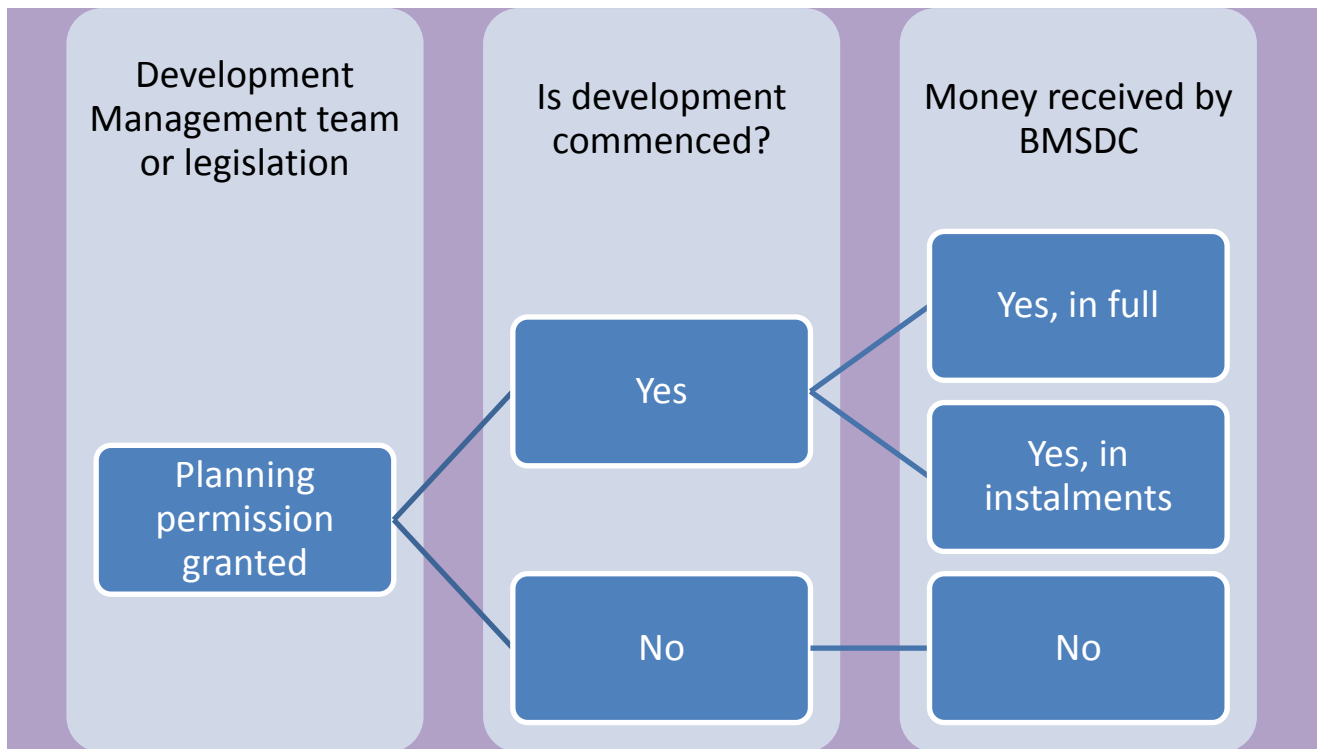 Development
Management team
or legislation
Is development
commenced?
Money received by
BMSDC
Planning
permission
granted
Yes
No
Yes, in full
Yes, in
instalments
No